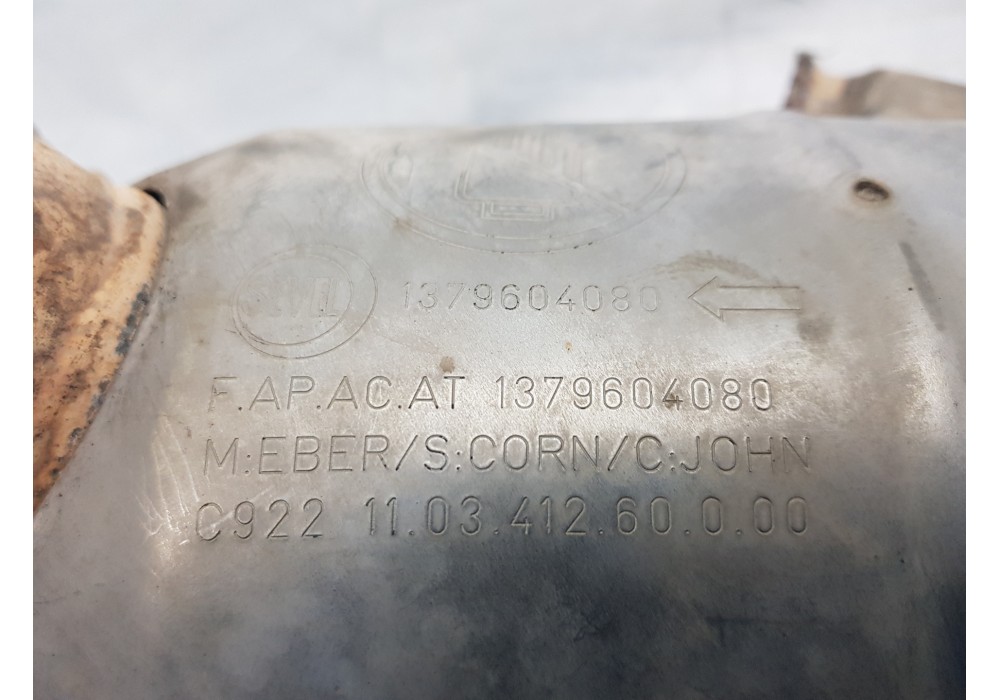 1379604080
F.AP.AC.AT 1379604080
M:EBER/S:CORN/C:JOHN
C922 11.03.412.60.0.00